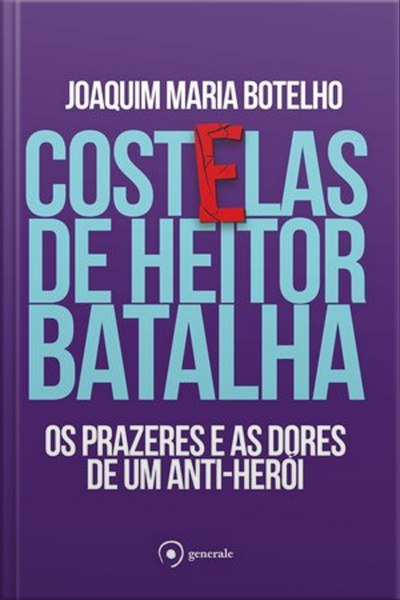 JOAQUIM MARIA BOTELHO
COSTELAS
DE HEITOR
BATALHA
OS PRAZERES E AS DORES
DE UM ANTI-HERÓI
generale